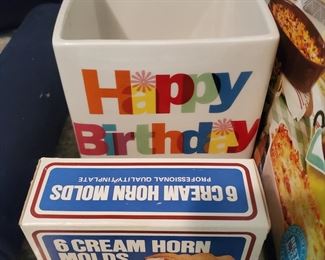 Happy
Birthday
6 CREAM HORN MOLDS
PROFESSIONAL QUALITY TINPLATE
6 CREAM HORN
MOLDS